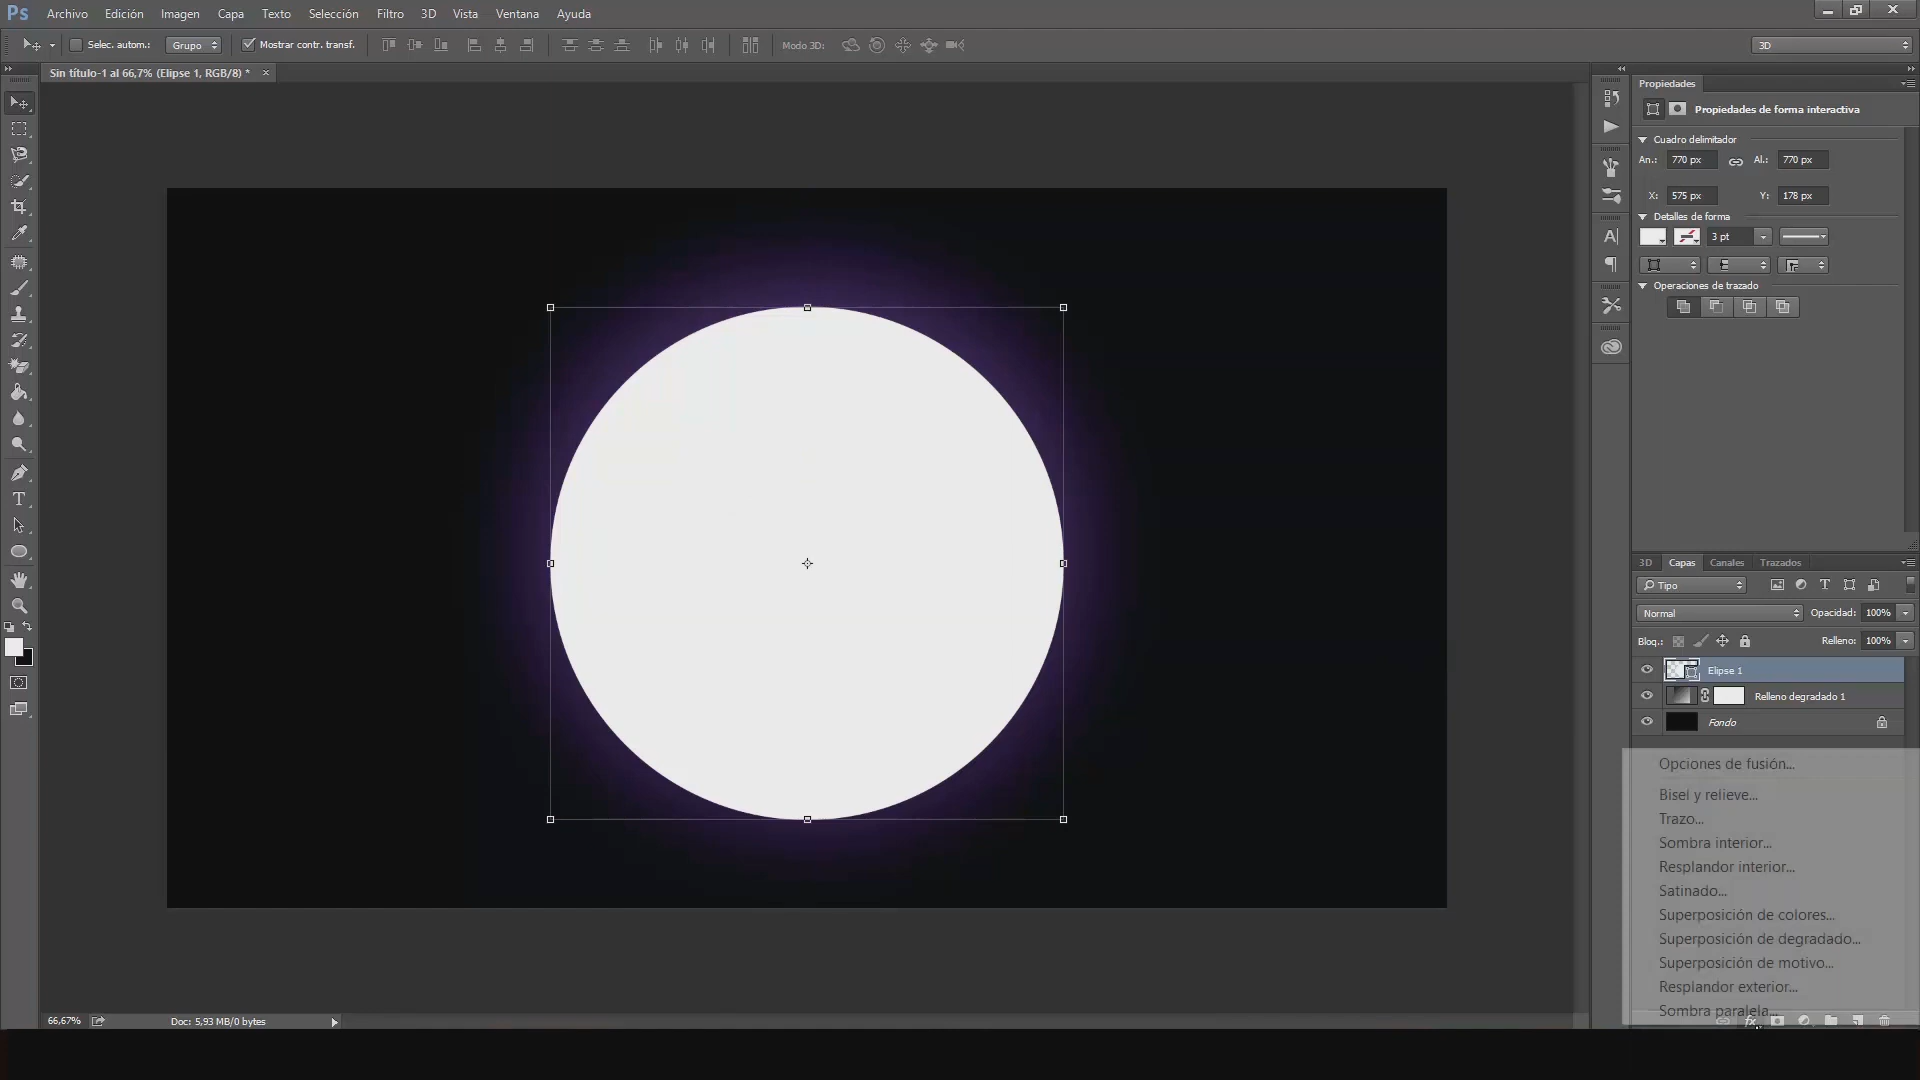 Ps Archivo Edición Imagen Capa Texto Selección Filtro 3D Vista Ventana Ayuda
Selec. autom.: Grupo Mostrar contr. transf. Modo 3D: 3D
Sin título-1 al 66,7% (Elipse 1, RGB/8) * ×
Propiedades
Propiedades de forma interactiva
Cuadro delimitador
An.: 770 px Al.: 770 px
X: 575 px Y: 178 px
Detalles de forma
3 pt
Operaciones de trazado
3D Capas Canales Trazados
Tipo
Normal Opacidad: 100%
Bloq.: Relleno: 100%
Elipse 1
Relleno degradado 1
Fondo
Opciones de fusión...
Bisel y relieve...
Trazo...
Sombra interior...
Resplandor interior...
Satinado...
Superposición de colores...
Superposición de degradado...
Superposición de motivo...
Resplandor exterior...
Sombra paralela...
fx
66,67% Doc: 5,93 MB/0 bytes